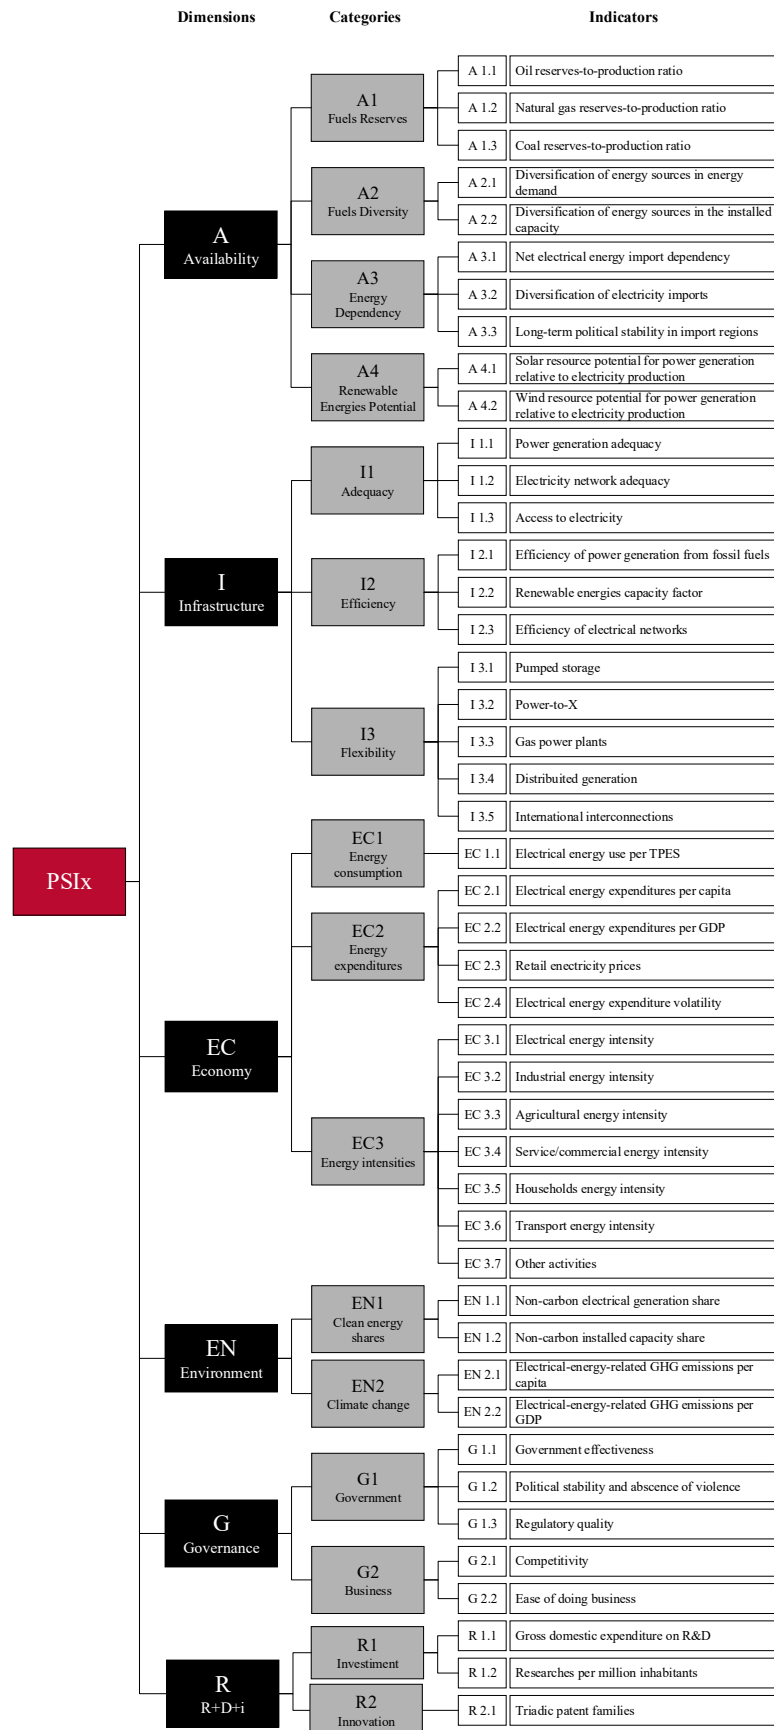 Dimensions Categories Indicators
PSIx
A
Availability
A1
Fuels Reserves
A 1.1 Oil reserves-to-production ratio
A 1.2 Natural gas reserves-to-production ratio
A 1.3 Coal reserves-to-production ratio
A2
Fuels Diversity
A 2.1 Diversification of energy sources in energy
demand
A 2.2 Diversification of energy sources in the installed
capacity
A3
Energy
Dependency
A 3.1 Net electrical energy import dependency
A 3.2 Diversification of electricity imports
A 3.3 Long-term political stability in import regions
A4
Renewable
Energies Potential
A 4.1 Solar resource potential for power generation
relative to electricity production
A 4.2 Wind resource potential for power generation
relative to electricity production
I
Infrastructure
I1
Adequacy
I 1.1 Power generation adequacy
I 1.2 Electricity network adequacy
I 1.3 Access to electricity
I2
Efficiency
I 2.1 Efficiency of power generation from fossil fuels
I 2.2 Renewable energies capacity factor
I 2.3 Efficiency of electrical networks
I3
Flexibility
I 3.1 Pumped storage
I 3.2 Power-to-X
I 3.3 Gas power plants
I 3.4 Distribuited generation
I 3.5 International interconnections
EC
Economy
EC1
Energy
consumption
EC 1.1 Electrical energy use per TPES
EC2
Energy
expenditures
EC 2.1 Electrical energy expenditures per capita
EC 2.2 Electrical energy expenditures per GDP
EC 2.3 Retail enectricity prices
EC 2.4 Electrical energy expenditure volatility
EC3
Energy intensities
EC 3.1 Electrical energy intensity
EC 3.2 Industrial energy intensity
EC 3.3 Agricultural energy intensity
EC 3.4 Service/commercial energy intensity
EC 3.5 Households energy intensity
EC 3.6 Transport energy intensity
EC 3.7 Other activities
EN
Environment
EN1
Clean energy
shares
EN 1.1 Non-carbon electrical generation share
EN 1.2 Non-carbon installed capacity share
EN2
Climate change
EN 2.1 Electrical-energy-related GHG emissions per
capita
EN 2.2 Electrical-energy-related GHG emissions per
GDP
G
Governance
G1
Government
G 1.1 Government effectiveness
G 1.2 Political stability and abscence of violence
G 1.3 Regulatory quality
G2
Business
G 2.1 Competitivity
G 2.2 Ease of doing business
R
R+D+i
R1
Investiment
R 1.1 Gross domestic expenditure on R&D
R 1.2 Researches per million inhabitants
R2
Innovation
R 2.1 Triadic patent families